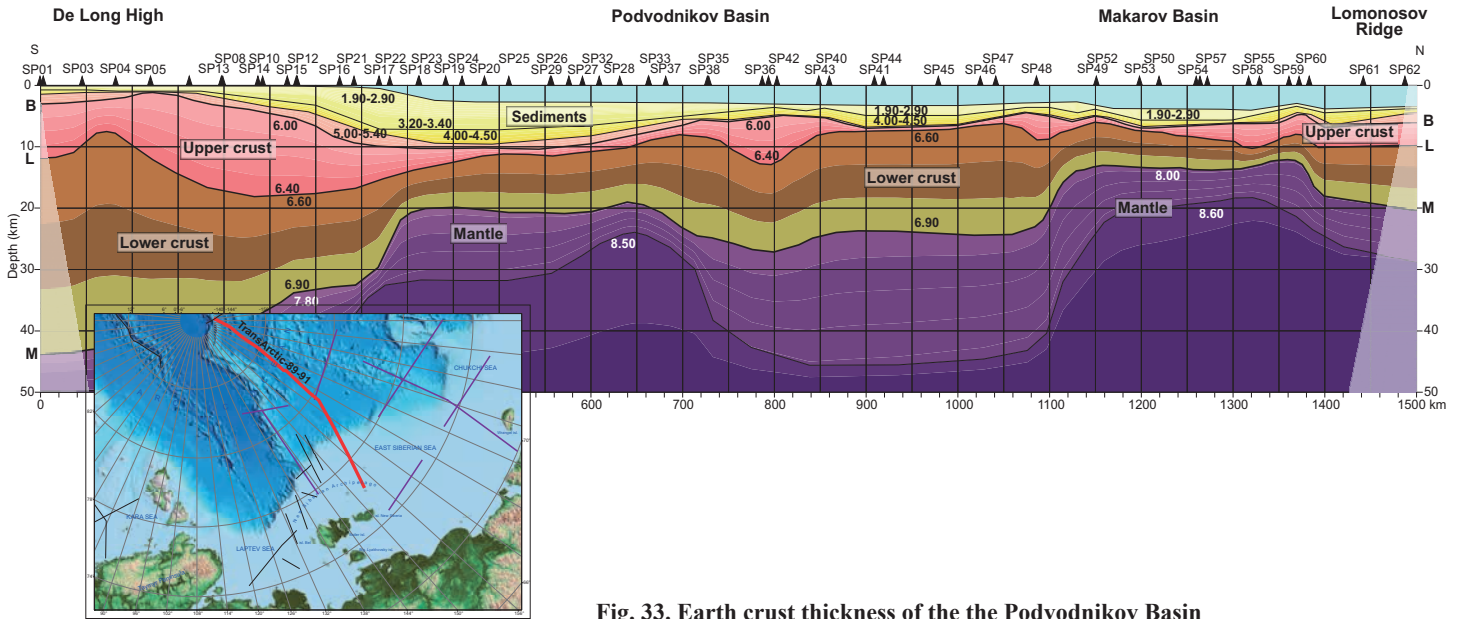 De Long High Podvodnikov Basin Makarov Basin Lomonosov
Ridge
S N
SP08 SP10 SP12 SP22 SP23 SP24 SP26 SP32 SP33 SP35 SP42 SP40 SP44 SP47 SP52 SP50 SP57 SP55 SP60
SP01 SP03 SP04 SP05 SP13 SP14 SP15 SP16 SP21 SP17 SP18 SP19 SP20 SP25 SP29 SP27 SP28 SP37 SP38 SP36 SP43 SP41 SP45 SP46 SP48 SP49 SP53 SP54 SP58 SP59 SP61 SP62
0 0
B 1.90-2.90 1.90-2.90 1.90-2.90 B
3.20-3.40 Sediments 4.00-4.50
6.00 5.00-5.40 4.00-4.50 6.00 6.60 Upper crust
10 Upper crust 10
L 6.40 L
6.40 Lower crust 8.00
6.60
20 M 20
Mantle 6.90 8.60 Mantle
Lower crust 8.50
Depth (km)
30 6.90 30
7.80
40 40
M
50 50
0 600 700 800 900 1000 1100 1200 1300 1400 1500 km
TransArctic-89-91
CHUKCHI SEA
EAST SIBERIAN SEA
KARA SEA
LAPTEV SEA
Fig. 33. Earth crust thickness of the the Podvodnikov Basin